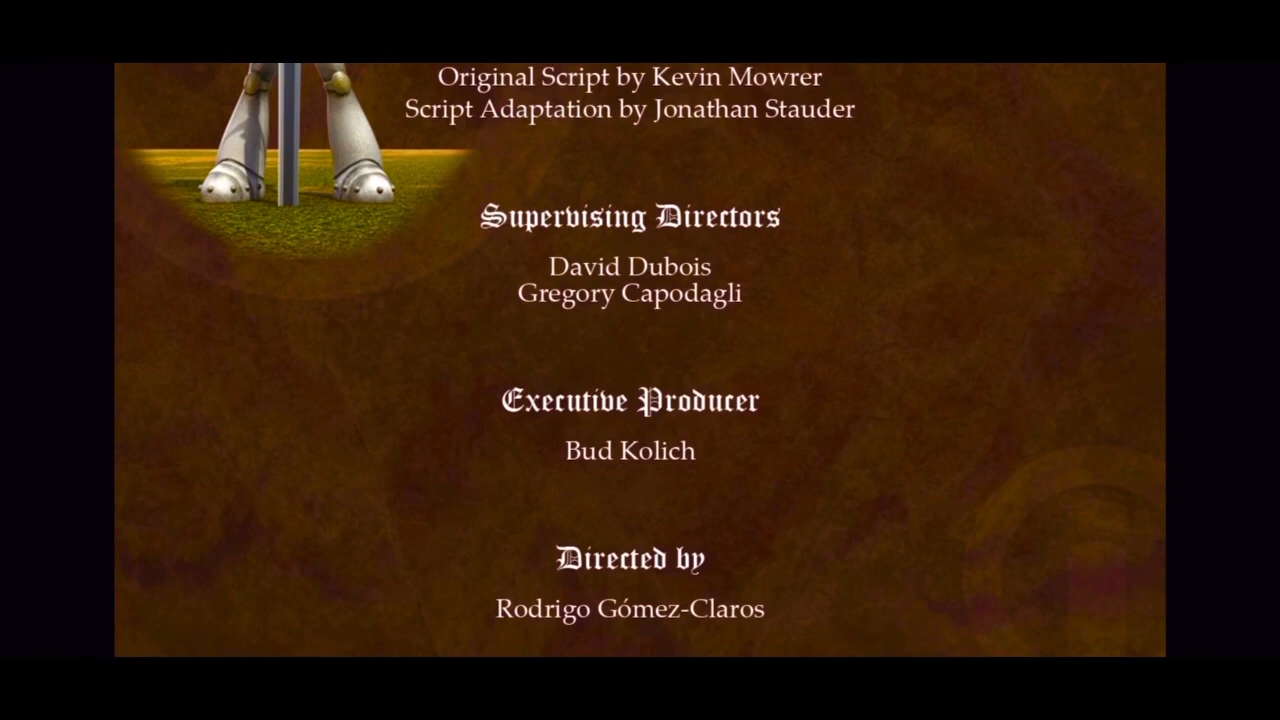 Original Script by Kevin Mowrer
Script Adaptation by Jonathan Stauder
Supervising Directors
David Dubois
Gregory Capodagli
Executive Producer
Bud Kolich
Directed by
Rodrigo Gómez-Claros